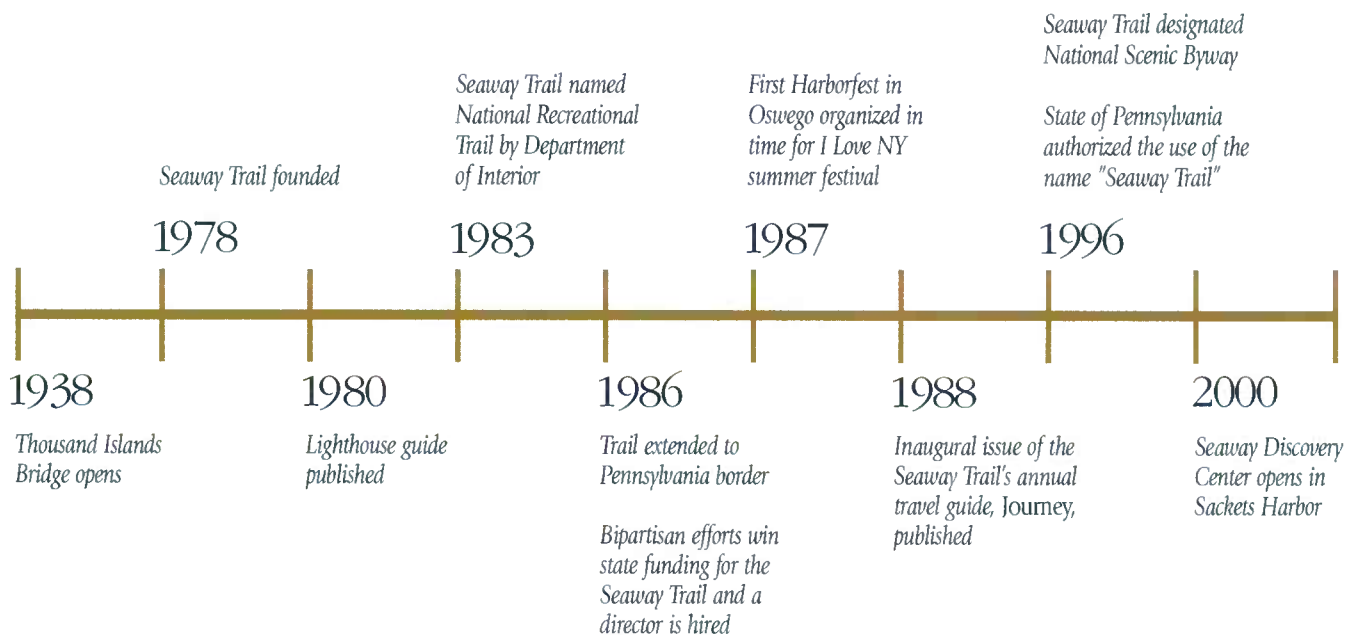 1938
Thousand Islands
Bridge opens
Seaway Trail founded
1978
1980
Lighthouse guide
published
Seaway Trail named
National Recreational
Trail by Department
of Interior
1983
1986
Trail extended to
Pennsylvania border
Bipartisan efforts win
state funding for the
Seaway Trail and a
director is hired
First Harborfest in
Oswego organized in
time for I Love NY
summer festival
1987
1988
Inaugural issue of the
Seaway Trail's annual
travel guide, Journey,
published
Seaway Trail designated
National Scenic Byway
State of Pennsylvania
authorized the use of the
name "Seaway Trail"
1996
2000
Seaway Discovery
Center opens in
Sackets Harbor